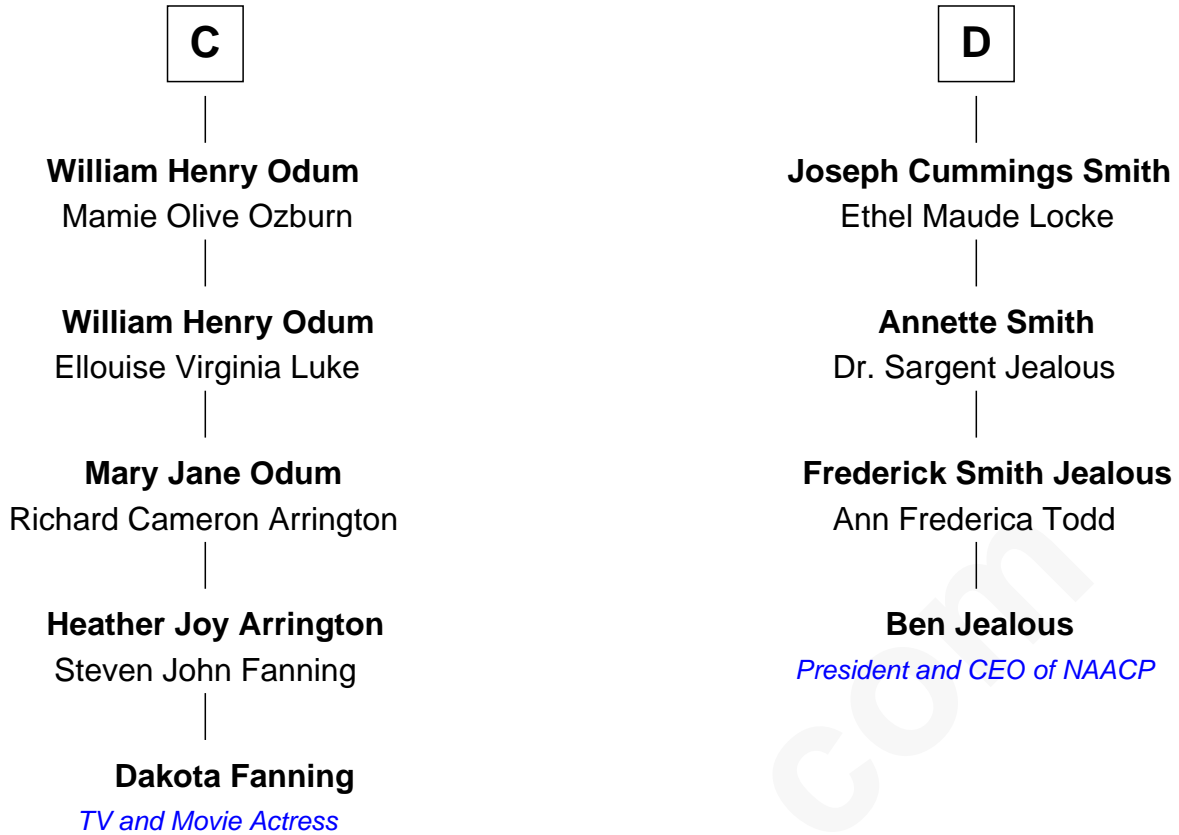 C
William Henry Odum
Mamie Olive Ozburn
William Henry Odum
Ellouise Virginia Luke
Mary Jane Odum
Richard Cameron Arrington
Heather Joy Arrington
Steven John Fanning
Dakota Fanning
TV and Movie Actress
D
Joseph Cummings Smith
Ethel Maude Locke
Annette Smith
Dr. Sargent Jealous
Frederick Smith Jealous
Ann Frederica Todd
Ben Jealous
President and CEO of NAACP
com